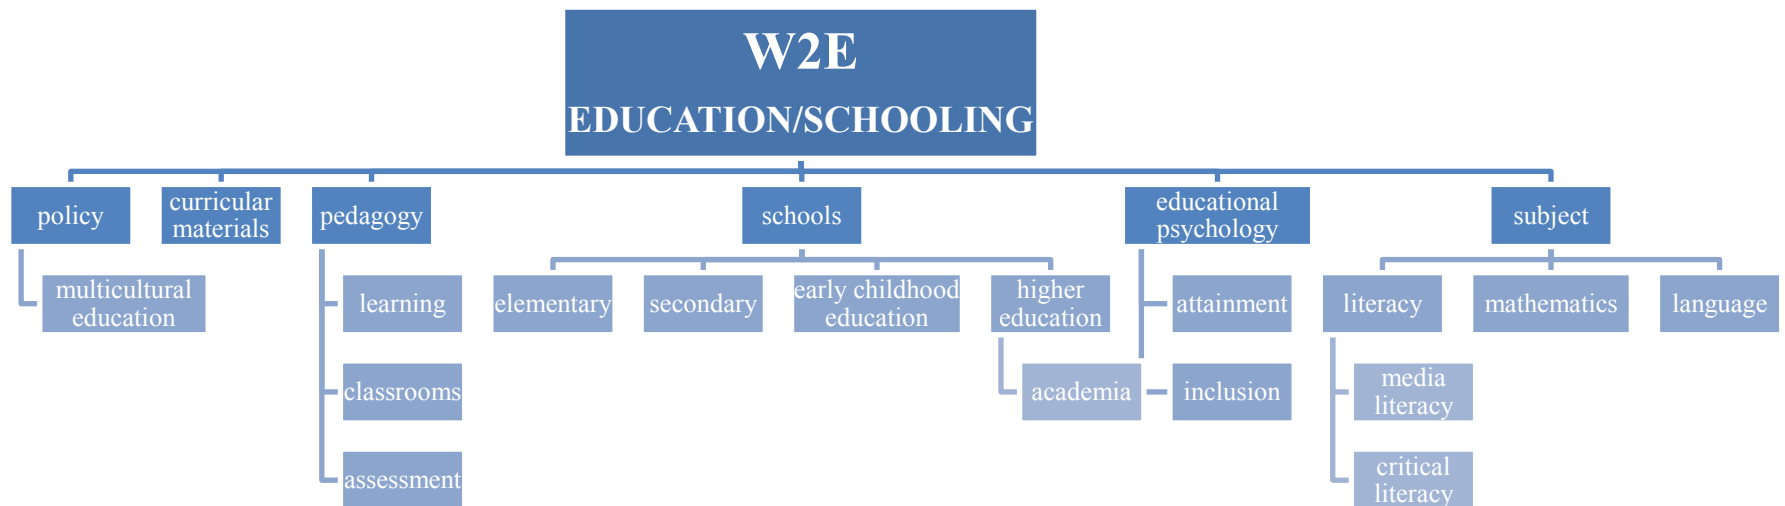 W2E
EDUCATION/SCHOOLING
policy
curricular
materials
pedagogy
schools
educational
psychology
subject
multicultural
education
learning
elementary
secondary
early childhood
education
higher
education
attainment
literacy
mathematics
language
classrooms
academia
inclusion
media
literacy
assessment
critical
literacy